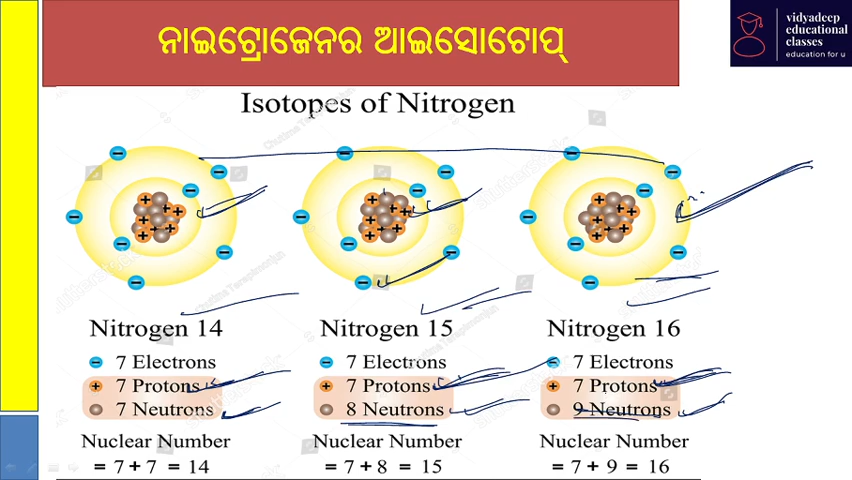 ନାଇଟ୍ରୋଜେନର ଆଇସୋଟୋପ୍
vidyadeep
educational
classes
education for u
Isotopes of Nitrogen
Nitrogen 14
7 Electrons
7 Protons
7 Neutrons
Nuclear Number
= 7 + 7 = 14
Nitrogen 15
7 Electrons
7 Protons
8 Neutrons
Nuclear Number
= 7 + 8 = 15
Nitrogen 16
7 Electrons
7 Protons
9 Neutrons
Nuclear Number
= 7 + 9 = 16